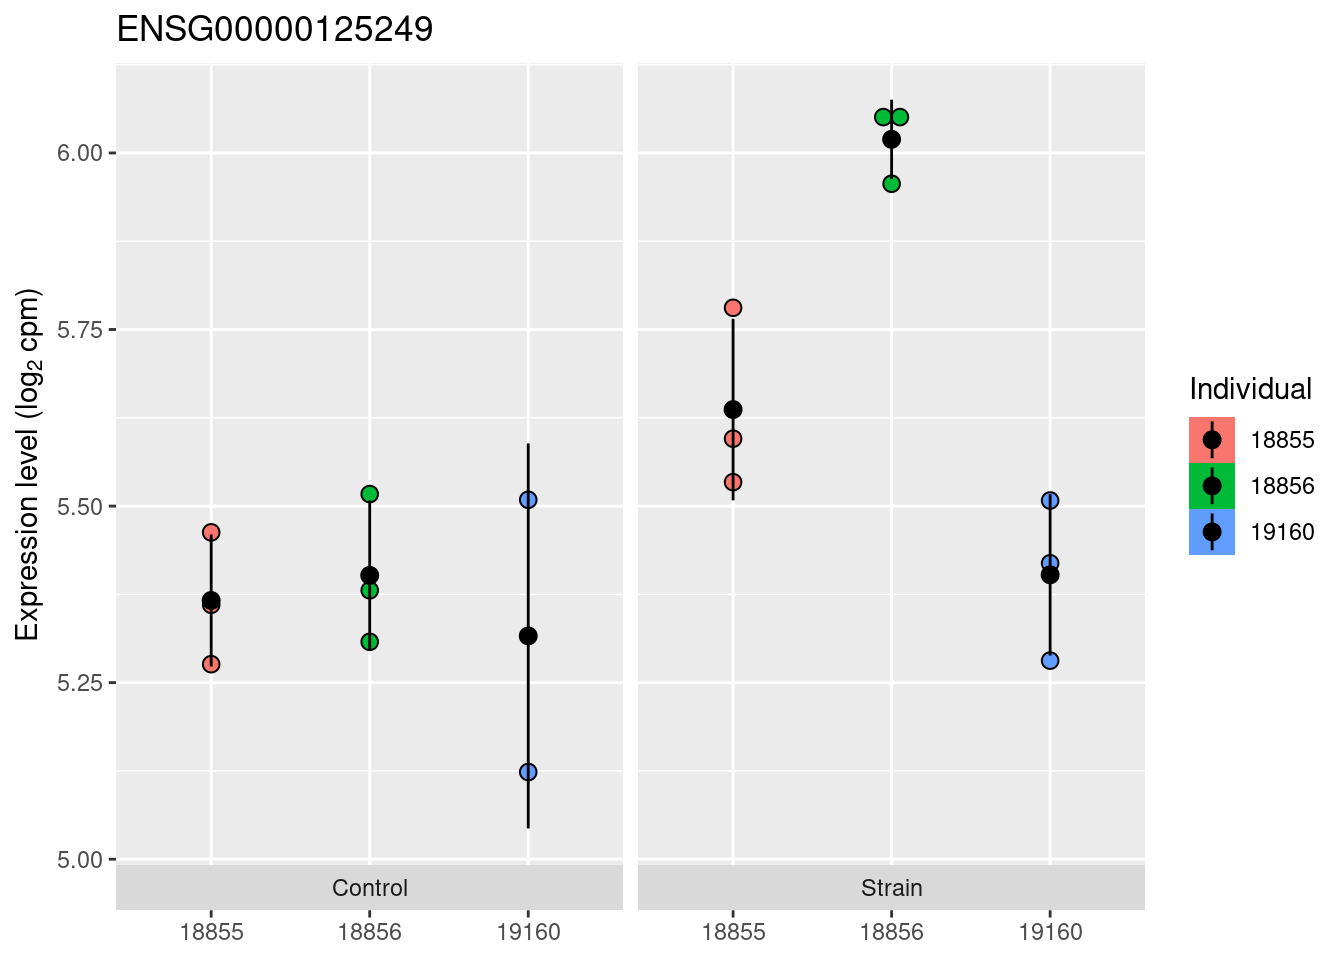 ENSG00000125249
Expression level (log₂ cpm)
6.00
5.75
5.50
5.25
5.00
Control
Strain
18855
18856
19160
18855
18856
19160
Individual
18855
18856
19160